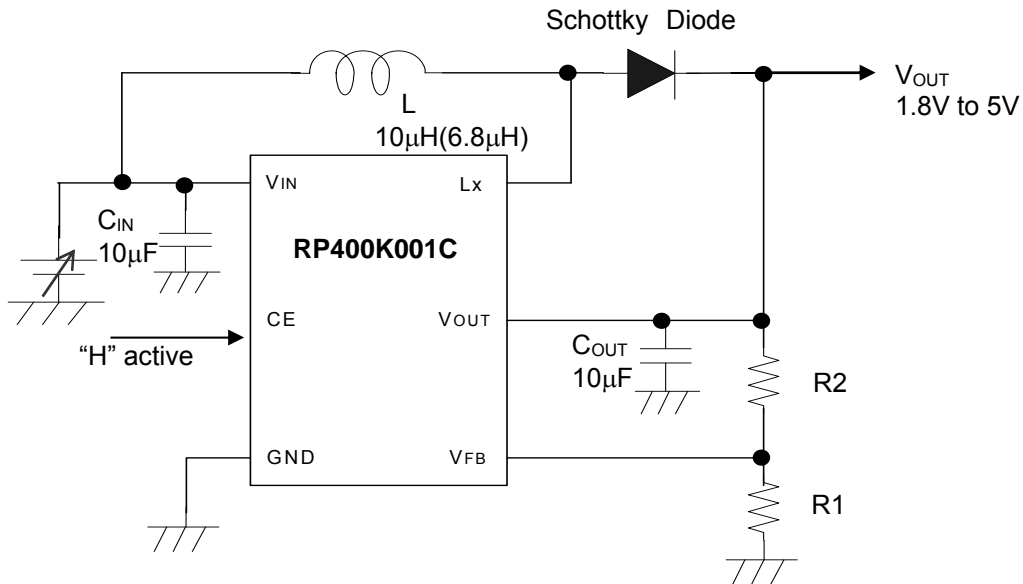 Schottky Diode
VOUT
1.8V to 5V
L
10μH(6.8μH)
VIN
Lx
CIN
10μF
RP400K001C
CE
VOUT
"H" active
COUT
10μF
R2
GND
VFB
R1